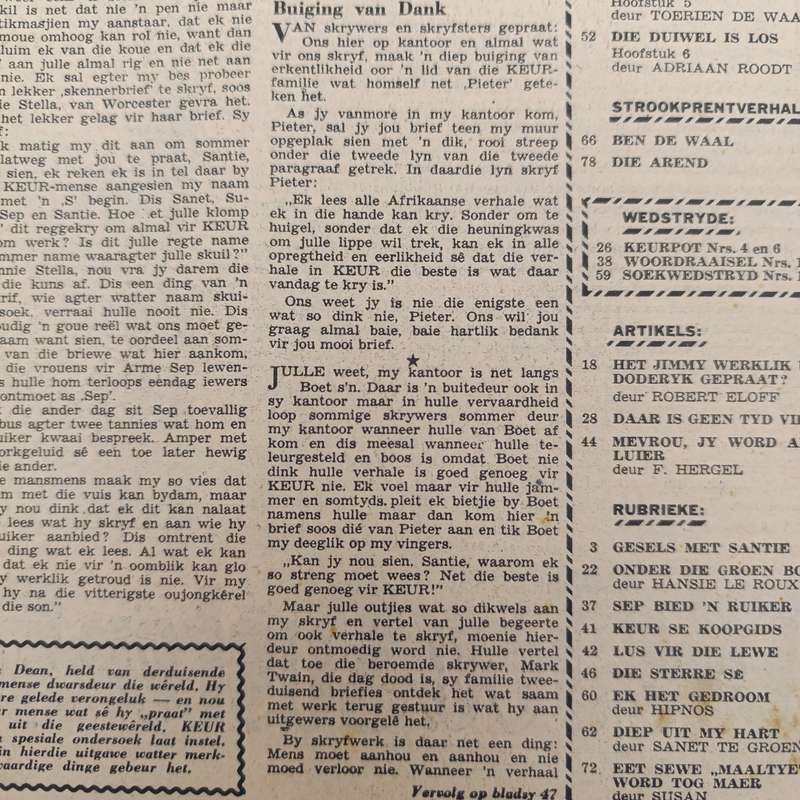 kil is net dat nie 'n pen nie maar
tikmasjien my aanstaar, dat ek nie
moue omhoog kan rol nie, want dan
luim ek van die koue en dat ek die
aan julle almal rig en nie net aan
nie. Ek sal egter my bes probeer
n lekker ,skennerbrief' te skryf, soos
ie Stella, van Worcester gevra het.
het lekker gelag vir haar brief. Sy
f:
k matig my dit aan om sommer
latweg met jou te praat, Santie,
sien, ek reken ek is in tel daar by
KEUR-mense aangesien my naam
met 'n ,S' begin. Dis Sanet, Su-
Sep en Santie. Hoe et julle klomp
' dit reggekry om almal vir KEUR
om werk? Is dit julle regte name
mmer name waaragter julle skuil?"
nnie Stella, nou vra jy darem die
die kuns af. Dis een ding van 'n
rif, wie agter watter naam skui-
soek, verraai hulle nooit nie. Dis
oudig 'n goue reël wat ons moet ge-
aam want sien, te oordeel aan som-
van die briewe wat hier aankom,
die vrouens vir Arme Sep lewen-
s hulle hom terloops eendag iewers
ontmoet as ,Sep'.
die ander dag sit Sep toevallig
bus agter twee tannies wat hom en
uiker kwaai bespreek. Amper met
orkgeluid sê een toe later hewig
ie ander.
e mansmens maak my so vies dat
m met die vuis kan bydam, maar
y nou dink dat ek dit kan nalaat
lees wat hy skryf en aan wie hy
uiker aanbied? Dis omtrent die
ding wat ek lees. Al wat ek kan
dat ek nie vir 'n oomblik kan glo
y werklik getroud is nie. Vir my
hy na die vitterigste oujongkêrel
die son."
Dean, held van derduisende
mense dwarsdeur die wêreld. Hy
re gelede verongeluk — en nou
r mense wat sê hy „praat" met
uit die geestewêreld. KEUR
n spesiale ondersoek laat instel.
in hierdie uitgawe watter merk-
vaardige dinge gebeur het.
Buiging van Dank
VAN skrywers en skryfsters gepraat:
Ons hier op kantoor en almal wat
vir ons skryf, maak 'n diep buiging van
erkentlikheid oor 'n lid van die KEUR-
familie wat homself net ,Pieter' gete-
ken het.
As jy vanmore in my kantoor kom,
Pieter, sal jy jou brief teen my muur
opgeplak sien met 'n dik, rooi streep
onder die tweede lyn van die tweede
paragraaf getrek. In daardie lyn skryf
Pieter:
„Ek lees alle Afrikaanse verhale wat
ek in die hande kan kry. Sonder om te
huigel, sonder dat ek die heuningkwas
om julle lippe wil trek, kan ek in alle
opregtheid en eerlikheid sê dat die ver-
hale in KEUR die beste is wat daar
vandag te kry is."
Ons weet jy is nie die enigste een
wat so dink nie, Pieter. Ons wil jou
graag almal baie, baie hartlik bedank
vir jou mooi brief.
JULLE weet, my kantoor is net langs
Boet s'n. Daar is 'n buitedeur ook in
sy kantoor maar in hulle vervaardheid
loop sommige skrywers sommer deur
my kantoor wanneer hulle van Boet af
kom en dis meesal wanneer hulle te-
leurgesteld en boos is omdat Boet nie
dink hulle verhale is goed genoeg vir
KEUR nie. Ek voel maar vir hulle jam-
mer en somtyds pleit ek bietjie by Boet
namens hulle maar dan kom hier 'n
brief soos dié van Pieter aan en tik Boet
my deeglik op my vingers.
„Kan jy nou sien, Santie, waarom ek
so streng moet wees? Net die beste is
goed genoeg vir KEUR!"
Maar julle outjies wat so dikwels aan
my skryf en vertel van julle begeerte
om ook verhale te skryf, moenie hier-
deur ontmoedig word nie. Hulle vertel
dat toe die beroemde skrywer, Mark
Twain, die dag dood is, sy familie twee-
duisend briefies ontdek het wat saam
met werk terug gestuur is wat hy aan
uitgewers voorgelê het.
By skryfwerk is daar net een ding:
Mens moet aanhou en aanhou en nie
moed verloor nie. Wanneer 'n verhaal
Vervolg op bladsy 47
Hoofstuk 5
deur TOERIEN DE WAA
52 DIE DUIWEL IS LOS
Hoofstuk 6
deur ADRIAAN ROODT
STROOKPRENTVERHAL
66 BEN DE WAAL
78 DIE AREND
WEDSTRYDE:
26 KEURPOT Nrs. 4 en 6
38 WOORDRAAISEL Nrs. 1
59 SOEKWEDSTRYD Nrs.
ARTIKELS:
18 HET JIMMY WERKLIK
DODERYK GEPRAAT?
deur ROBERT ELOFF
28 DAAR IS GEEN TYD VI
44 MEVROU, JY WORD A
LUIER
deur F. HERGEL
RUBRIEKE:
3 GESELS MET SANTIE
22 ONDER DIE GROEN BO
deur HANSIE LE ROUX
37 SEP BIED 'N RUIKER
41 KEUR SE KOOPGIDS
42 LUS VIR DIE LEWE
46 DIE STERRE SÊ
60 EK HET GEDROOM
deur HIPNOS
62 DIEP UIT MY HART
deur SANET TE GROEN
72 EET SEWE „MAALTYE"
WORD TOG MAER
deur SUSAN